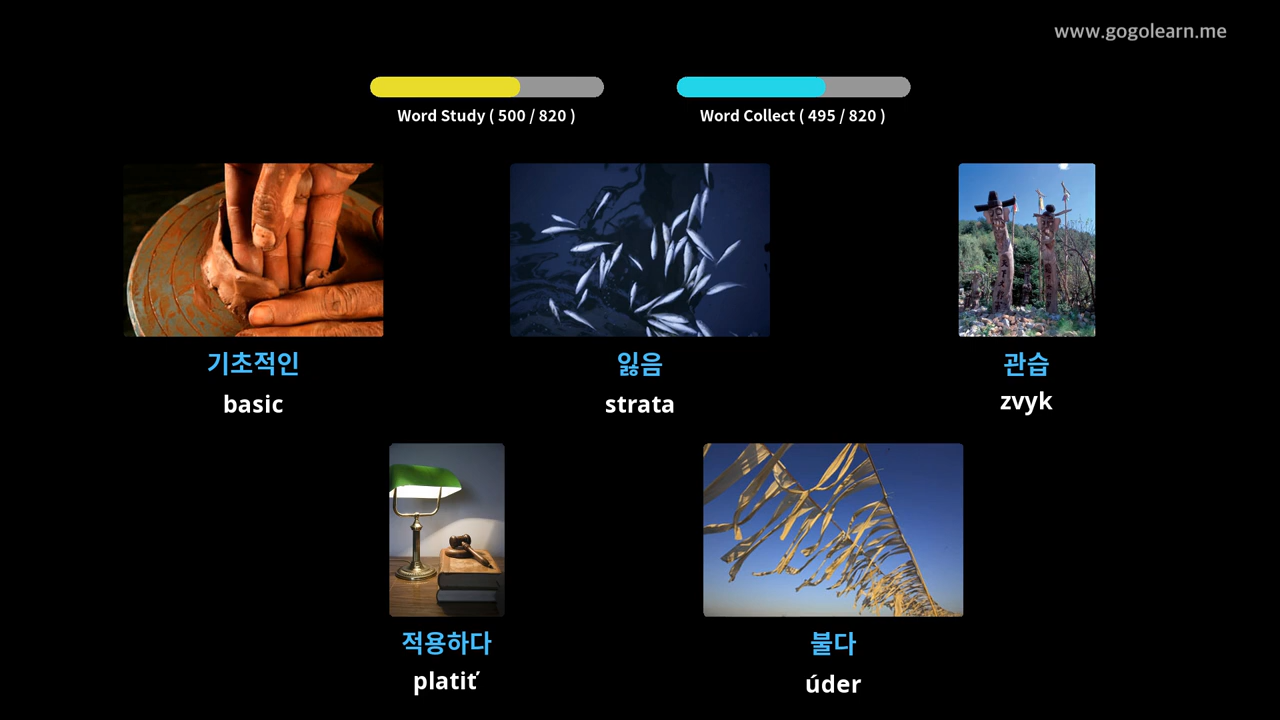 www.gogolearn.me
Word Study ( 500 / 820 )
Word Collect ( 495 / 820 )
기초적인
basic
잃음
strata
관습
zvyk
적용하다
platiť
불다
úder